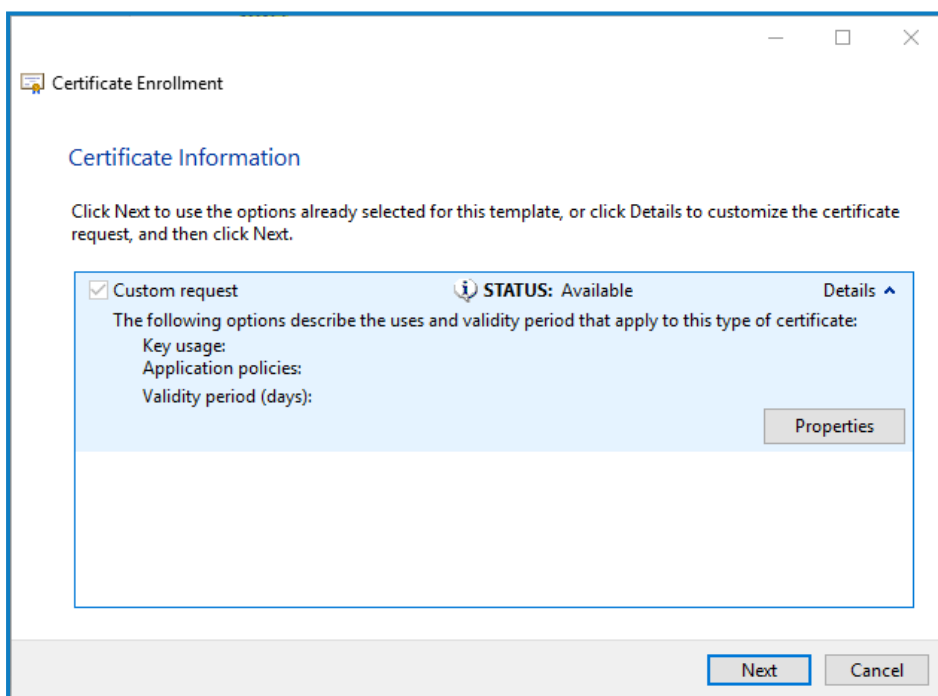 Certificate Enrollment
Certificate Information
Click Next to use the options already selected for this template, or click Details to customize the certificate
request, and then click Next.
Custom request STATUS: Available Details
The following options describe the uses and validity period that apply to this type of certificate:
Key usage:
Application policies:
Validity period (days):
Properties
Next Cancel